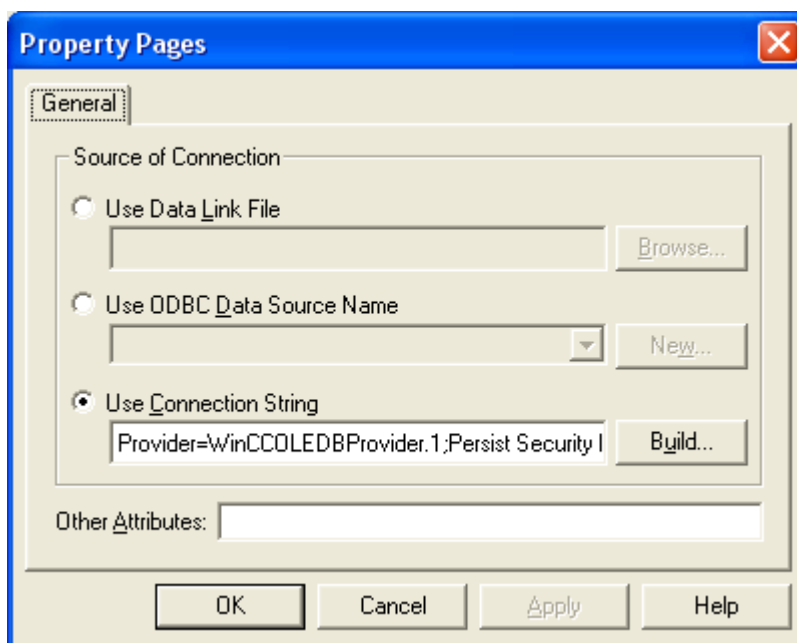 Property Pages
General
Source of Connection
Use Data Link File
Browse...
Use ODBC Data Source Name
New...
Use Connection String
Provider=WinCCOLEDBProvider.1;Persist Security I
Build...
Other Attributes:
OK Cancel Apply Help